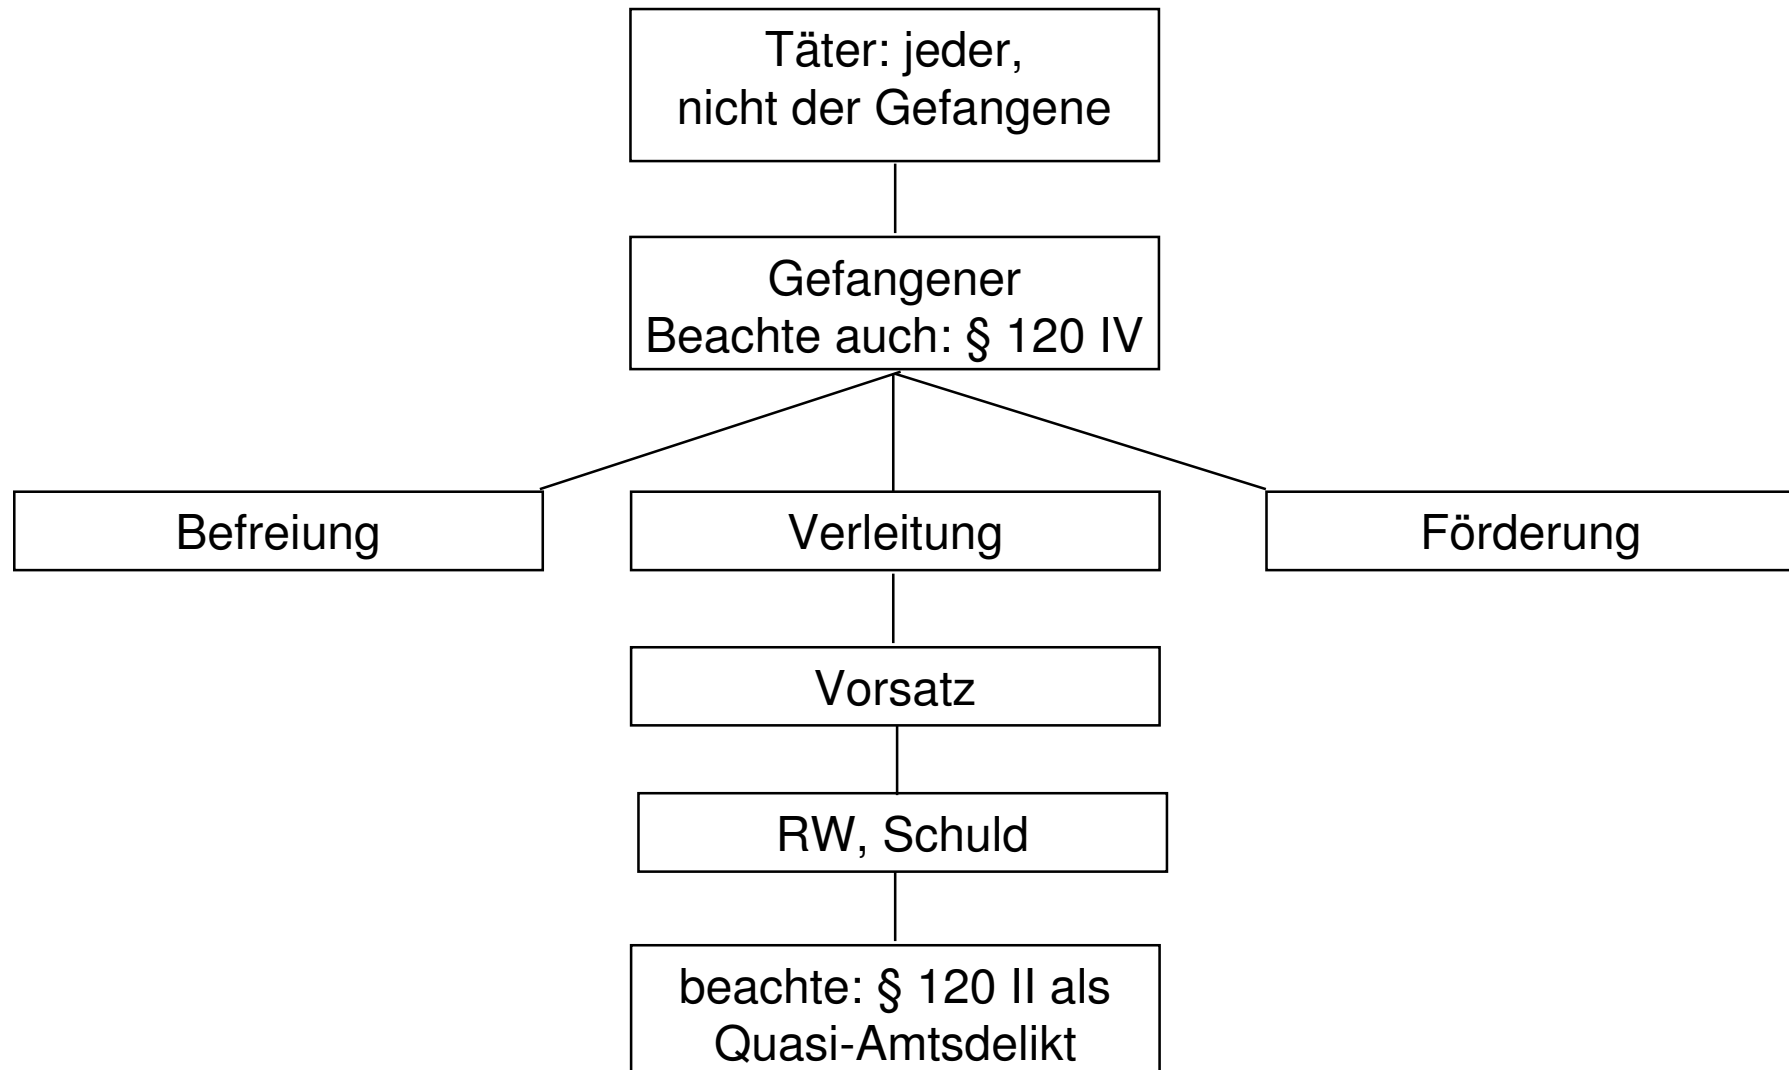 Täter: jeder,
nicht der Gefangene
Gefangener
Beachte auch: § 120 IV
Befreiung
Verleitung
Förderung
Vorsatz
RW, Schuld
beachte: § 120 II als
Quasi-Amtsdelikt